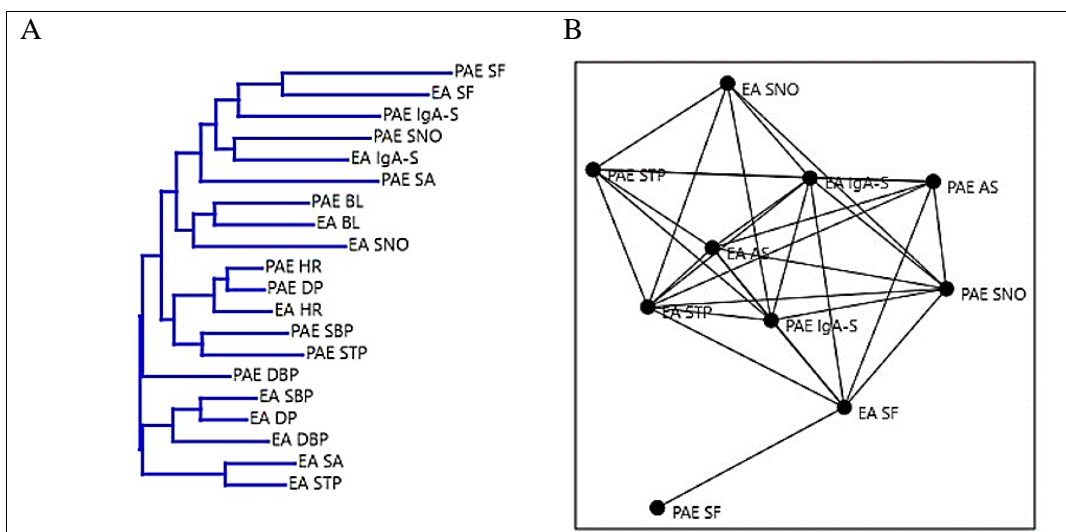 A
B
PAE SF
EA SF
PAE IgA-S
PAE SNO
EA IgA-S
PAE SA
PAE BL
EA BL
EA SNO
PAE HR
PAE DP
EA HR
PAE SBP
PAE STP
PAE DBP
EA SBP
EA DP
EA DBP
EA SA
EA STP
EA SNO
PAE STP
EA IgA-S
PAE AS
EA AS
PAE SNO
EA STP
PAE IgA-S
EA SF
PAE SF